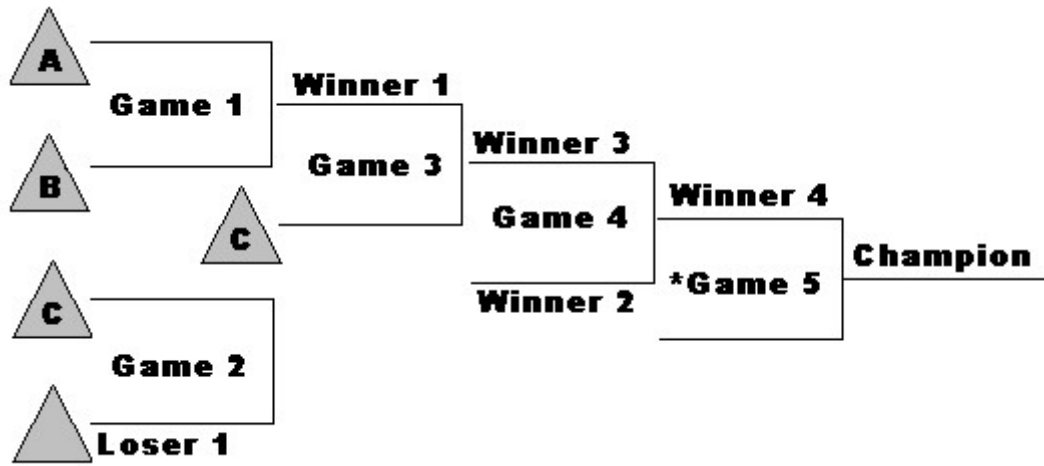 A
Game 1
Winner 1
B
Game 3
Winner 3
C
Game 4
Winner 4
C
Winner 2
*Game 5
Champion
Game 2
Loser 1